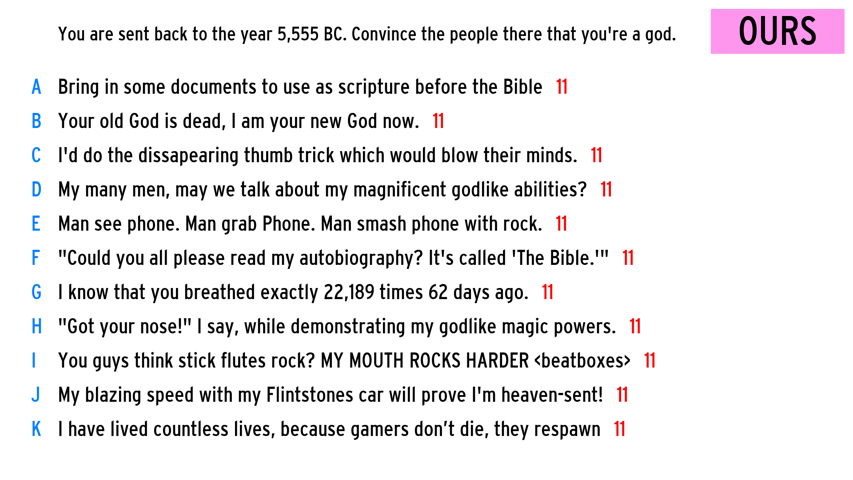 You are sent back to the year 5,555 BC. Convince the people there that you're a god.
OURS
A Bring in some documents to use as scripture before the Bible 11
B Your old God is dead, I am your new God now. 11
C I'd do the dissapearing thumb trick which would blow their minds. 11
D My many men, may we talk about my magnificent godlike abilities? 11
E Man see phone. Man grab Phone. Man smash phone with rock. 11
F "Could you all please read my autobiography? It's called 'The Bible.'" 11
G I know that you breathed exactly 22,189 times 62 days ago. 11
H "Got your nose!" I say, while demonstrating my godlike magic powers. 11
I You guys think stick flutes rock? MY MOUTH ROCKS HARDER <beatboxes> 11
J My blazing speed with my Flintstones car will prove I'm heaven-sent! 11
K I have lived countless lives, because gamers don’t die, they respawn 11